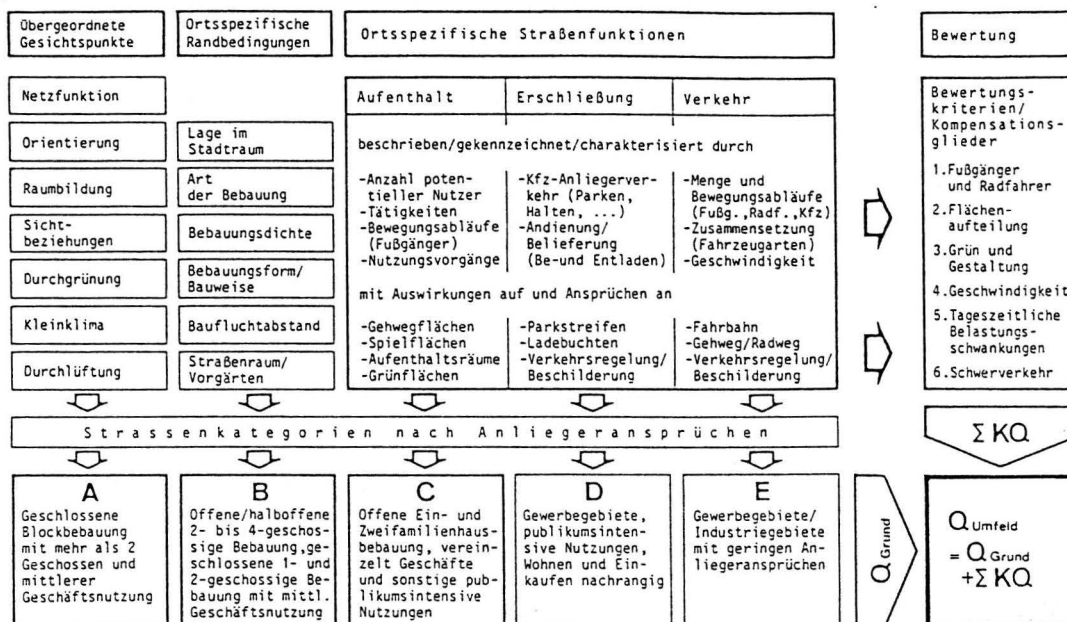 Übergeordnete
Gesichtspunkte
Ortsspezifische
Randbedingungen
Ortsspezifische Straßenfunktionen
Bewertung
Netzfunktion
Orientierung
Raumbildung
Sicht-
beziehungen
Durchgrünung
Kleinklima
Durchlüftung
Lage im
Stadtraum
Art
der Bebauung
Bebauungsdichte
Bebauungsform/
Bauweise
Baufluchtabstand
Straßenraum/
Vorgärten
Aufenthalt
Erschließung
Verkehr
beschrieben/gekennzeichnet/charakterisiert durch
-Anzahl poten-
tieller Nutzer
-Tätigkeiten
-Bewegungsabläufe
(Fußgänger)
-Nutzungsvorgänge
-Kfz-Anliegerver-
kehr (Parken,
Halten, ...)
-Andienung/
Belieferung
(Be-und Entladen)
-Menge und
Bewegungsabläufe
(Fußg.,Radf.,Kfz)
-Zusammensetzung
(Fahrzeugarten)
-Geschwindigkeit
mit Auswirkungen auf und Ansprüchen an
-Gehwegflächen
-Spielflächen
-Aufenthaltsräume
-Grünflächen
-Parkstreifen
-Ladebuchten
-Verkehrsregelung/
Beschilderung
-Fahrbahn
-Gehweg/Radweg
-Verkehrsregelung/
Beschilderung
Bewertungs-
kriterien/
Kompensations-
glieder
1.Fußgänger
und Radfahrer
2.Flächen-
aufteilung
3.Grün und
Gestaltung
4.Geschwindigkeit
5.Tageszeitliche
Belastungs-
schwankungen
6.Schwerverkehr
Strassenkategorien nach Anliegeransprüchen
Σ KQ
A
Geschlossene
Blockbebauung
mit mehr als 2
Geschossen und
mittlerer
Geschäftsnutzung
B
Offene/halboffene
2- bis 4-geschos-
sige Bebauung,ge-
schlossene 1- und
2-geschossige Be-
bauung mit mittl.
Geschäftsnutzung
C
Offene Ein- und
Zweifamilienhaus-
bebauung, verein-
zelt Geschäfte
und sonstige pub-
likumsintensive
Nutzungen
D
Gewerbegebiete,
publikumsinten-
sive Nutzungen,
Wohnen und Ein-
kaufen nachrangig
E
Gewerbegebiete/
Industriegebiete
mit geringen An-
liegeransprüchen
Q Grund
Q Umfeld
= Q Grund
+Σ KQ